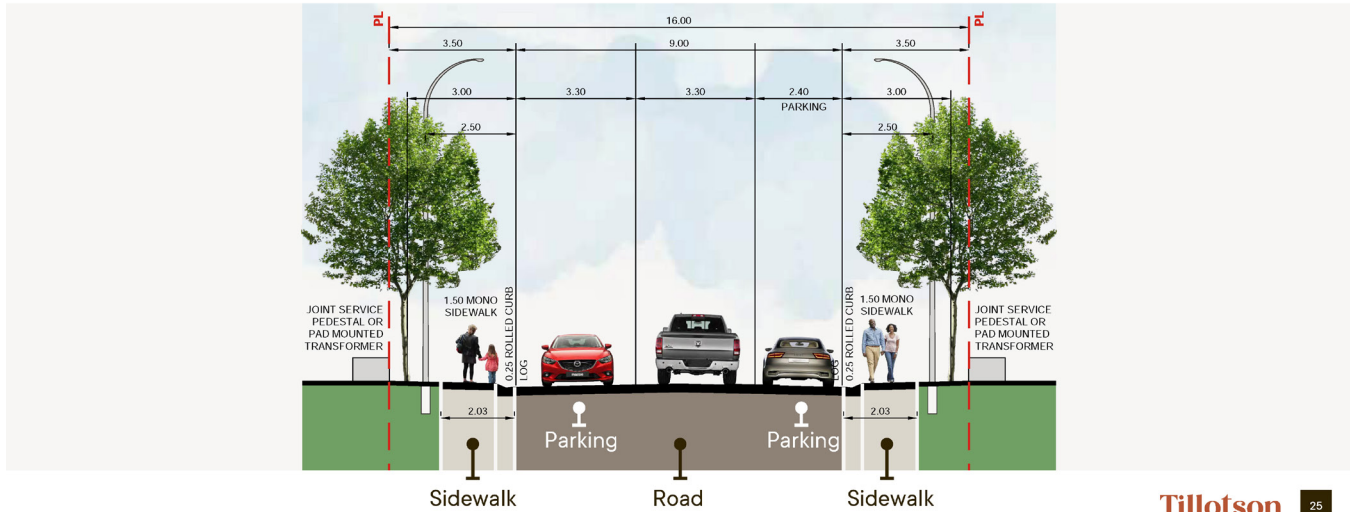 PL
16.00
PL
3.50
9.00
3.50
3.00
3.30
3.30
2.40
3.00
PARKING
2.50
2.50
JOINT SERVICE
PEDESTAL OR
PAD MOUNTED
TRANSFORMER
1.50 MONO
SIDEWALK
0.25 ROLLED CURB
LOG
LOG
0.25 ROLLED CURB
1.50 MONO
SIDEWALK
JOINT SERVICE
PEDESTAL OR
PAD MOUNTED
TRANSFORMER
2.03
2.03
Parking
Parking
Sidewalk
Road
Sidewalk
Tillotson
25